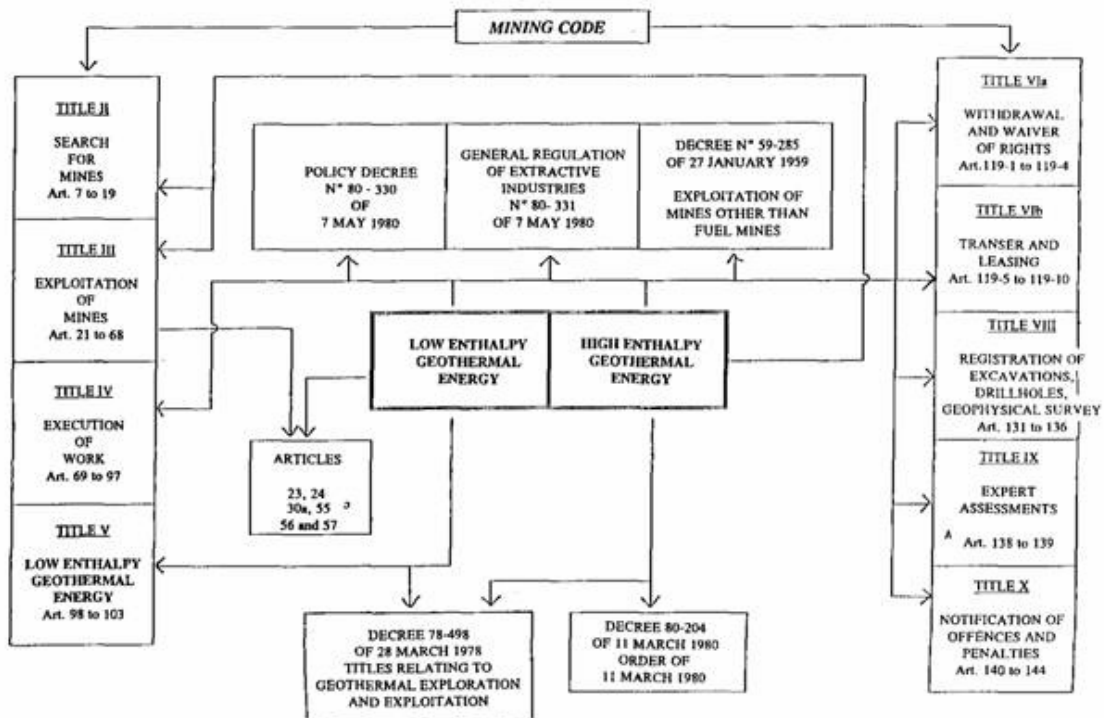 MINING CODE
TITLE II
SEARCH
FOR
MINES
Art. 7 to 19
TITLE III
EXPLOITATION
OF
MINES
Art. 21 to 68
TITLE IV
EXECUTION
OF
WORK
Art. 69 to 97
TITLE V
LOW ENTHALPY
GEOTHERMAL
ENERGY
Art. 98 to 103
POLICY DECREE
N° 80 - 330
OF
7 MAY 1980
GENERAL REGULATION
OF EXTRACTIVE
INDUSTRIES
N° 80- 331
OF 7 MAY 1980
DECREE N° 59-285
OF 27 JANUARY 1959
EXPLOITATION OF
MINES OTHER THAN
FUEL MINES
LOW ENTHALPY
GEOTHERMAL
ENERGY
HIGH ENTHALPY
GEOTHERMAL
ENERGY
ARTICLES
23, 24
30a, 55
56 and 57
DECREE 78-498
OF 28 MARCH 1978
TITLES RELATING TO
GEOTHERMAL EXPLORATION
AND EXPLOITATION
DECREE 80-204
OF 11 MARCH 1980
ORDER OF
11 MARCH 1980
TITLE VIa
WITHDRAWAL
AND WAIVER
OF RIGHTS
Art.119-1 to 119-4
TITLE VIb
TRANSER AND
LEASING
Art. 119-5 to 119-10
TITLE VIII
REGISTRATION OF
EXCAVATIONS,
DRILLHOLES,
GEOPHYSICAL SURVEY
Art. 131 to 136
TITLE IX
EXPERT
ASSESSMENTS
Art. 138 to 139
TITLE X
NOTIFICATION OF
OFFENCES AND
PENALTIES
Art. 140 to 144